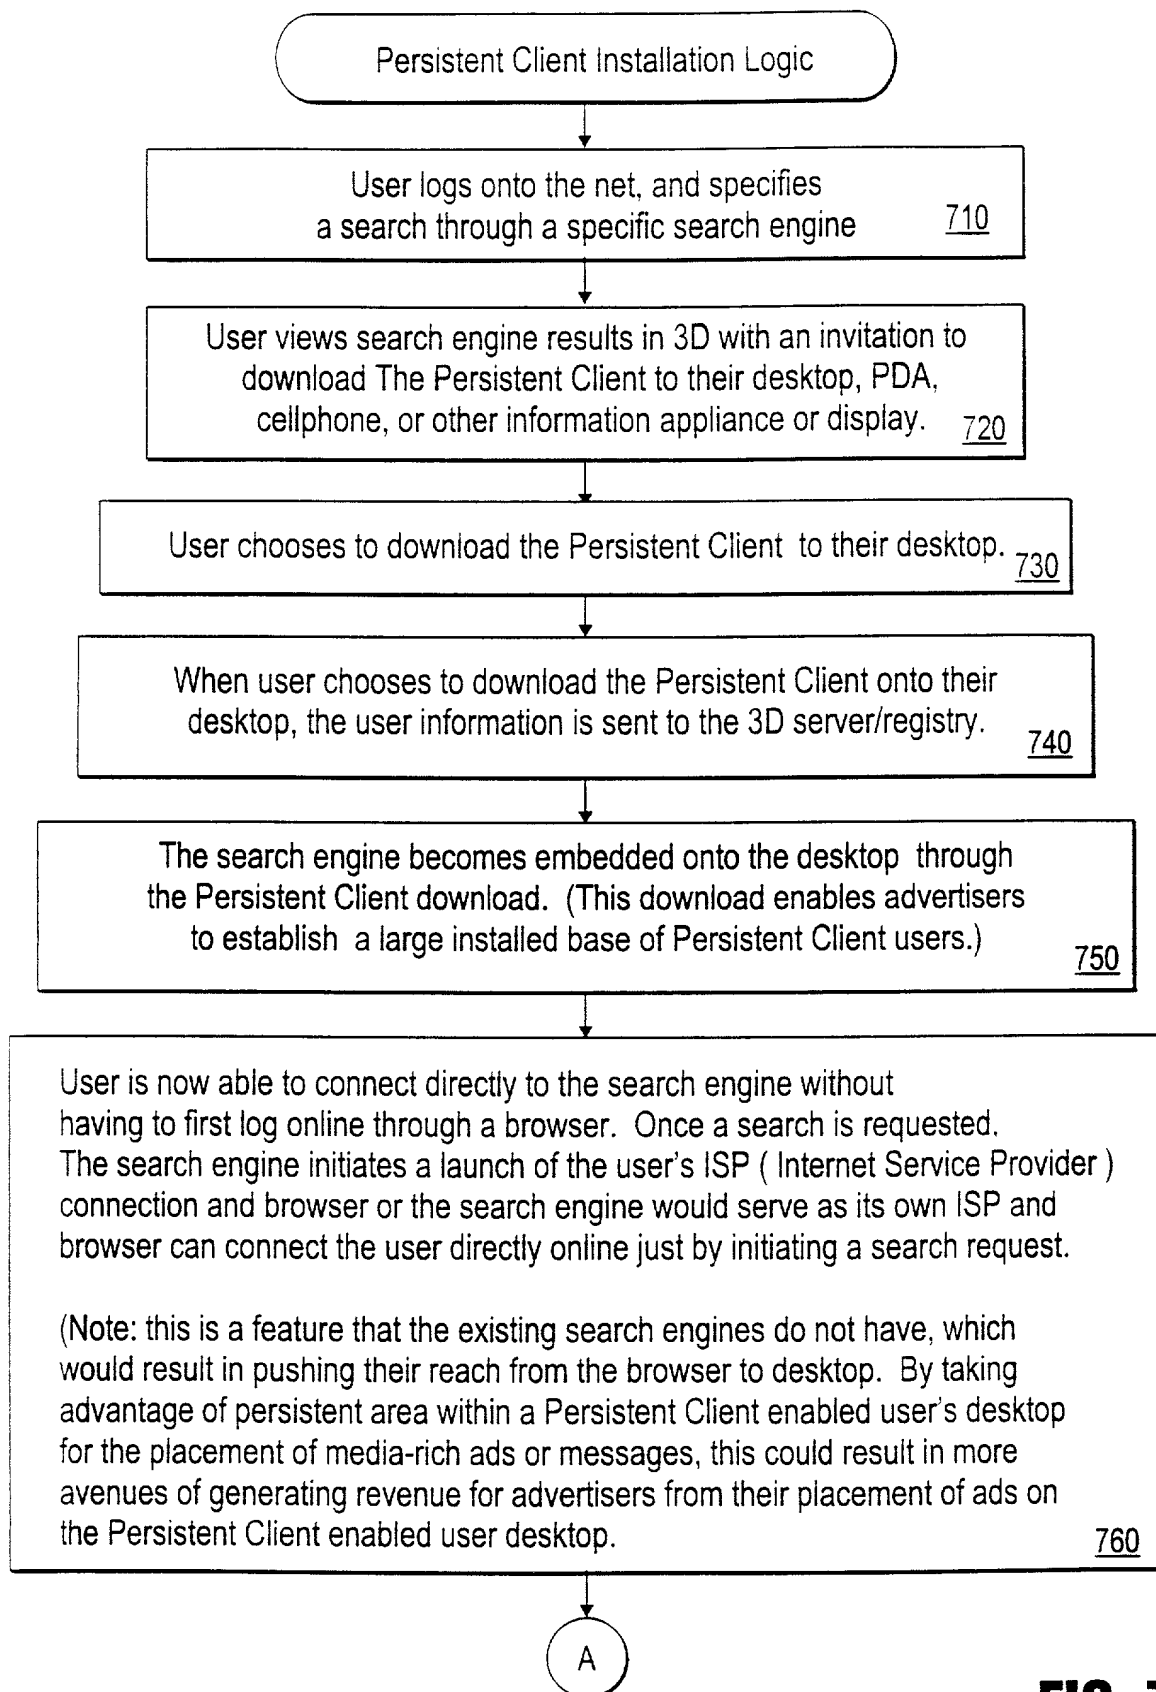 Persistent Client Installation Logic
User logs onto the net, and specifies
a search through a specific search engine
710
User views search engine results in 3D with an invitation to
download The Persistent Client to their desktop, PDA,
cellphone, or other information appliance or display.
720
User chooses to download the Persistent Client to their desktop.
730
When user chooses to download the Persistent Client onto their
desktop, the user information is sent to the 3D server/registry.
740
The search engine becomes embedded onto the desktop through
the Persistent Client download. (This download enables advertisers
to establish a large installed base of Persistent Client users.)
750
User is now able to connect directly to the search engine without
having to first log online through a browser. Once a search is requested.
The search engine initiates a launch of the user's ISP ( Internet Service Provider )
connection and browser or the search engine would serve as its own ISP and
browser can connect the user directly online just by initiating a search request.
(Note: this is a feature that the existing search engines do not have, which
would result in pushing their reach from the browser to desktop. By taking
advantage of persistent area within a Persistent Client enabled user's desktop
for the placement of media-rich ads or messages, this could result in more
avenues of generating revenue for advertisers from their placement of ads on
the Persistent Client enabled user desktop.
760
A
FIG.